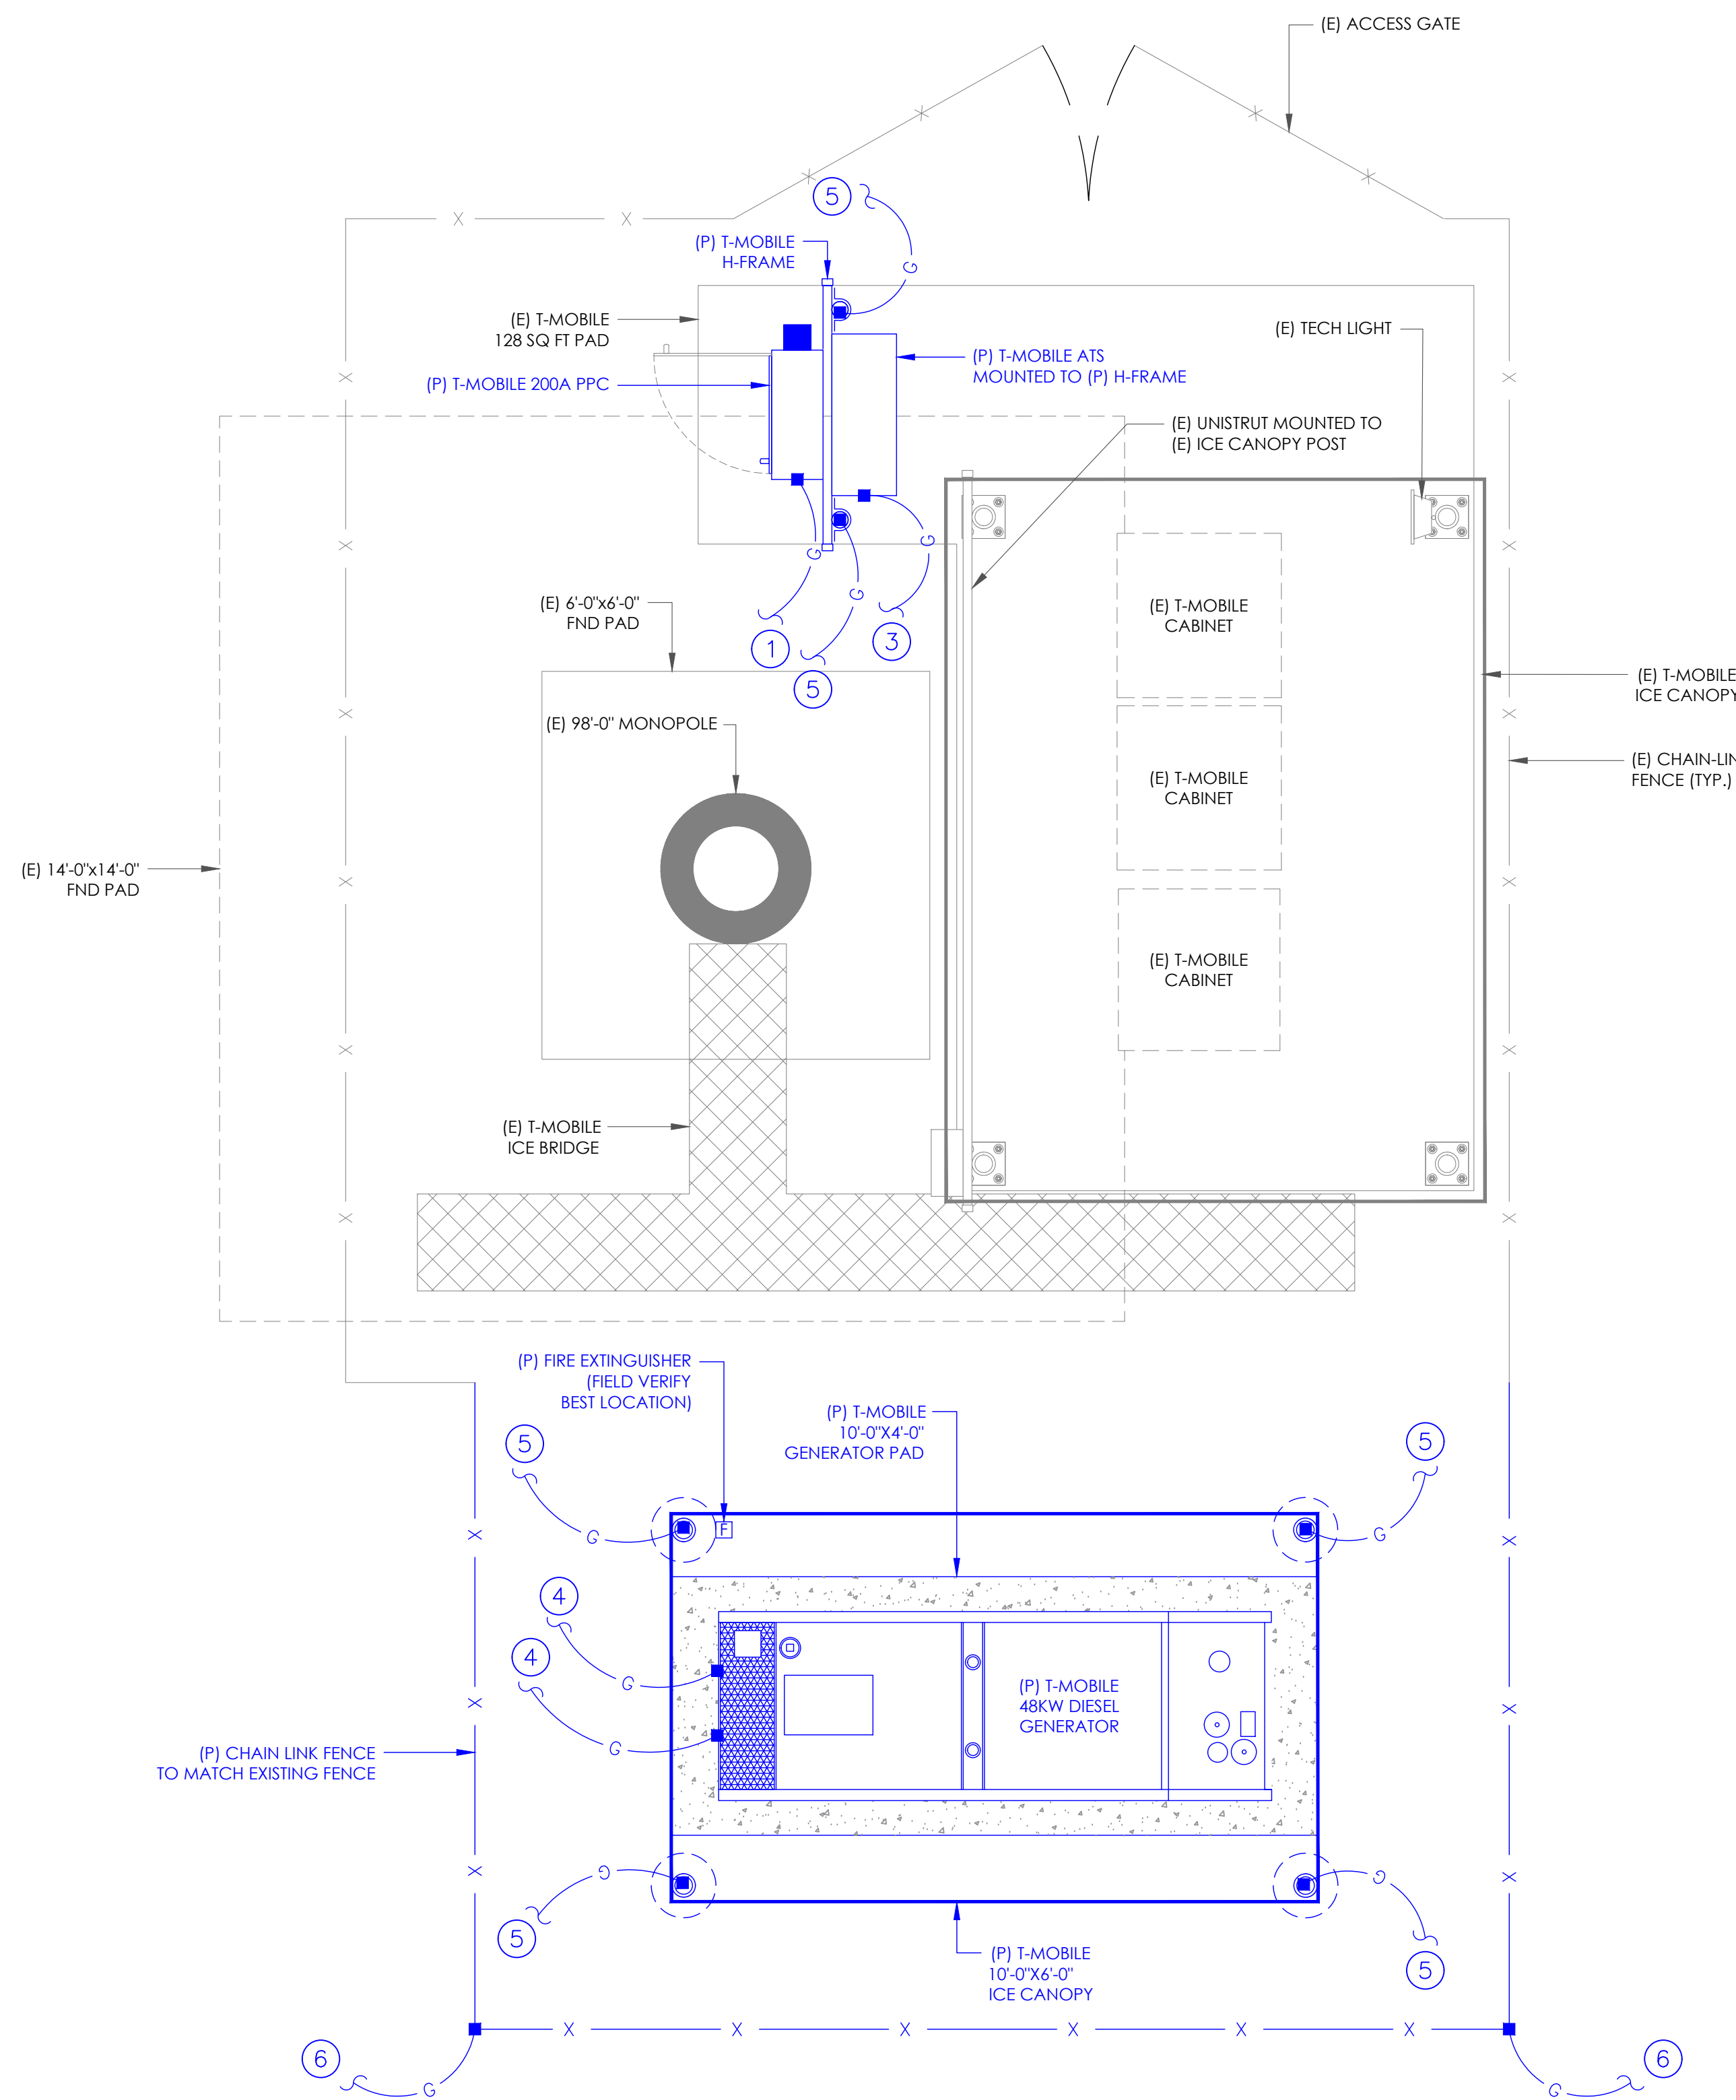 (E) ACCESS GATE
5
G
(P) T-MOBILE
H-FRAME
(E) T-MOBILE
128 SQ FT PAD
(E) TECH LIGHT
(P) T-MOBILE ATS
MOUNTED TO (P) H-FRAME
(P) T-MOBILE 200A PPC
(E) UNISTRUT MOUNTED TO
(E) ICE CANOPY POST
G
G
G
(E) 6'-0"x6'-0"
FND PAD
(E) T-MOBILE
CABINET
1
3
5
(E) T-MOBILE
ICE CANOPY
(E) 98'-0" MONOPOLE
(E) T-MOBILE
CABINET
(E) CHAIN-LIN
FENCE (TYP.)
(E) 14'-0"x14'-0"
FND PAD
(E) T-MOBILE
CABINET
(E) T-MOBILE
ICE BRIDGE
(P) FIRE EXTINGUISHER
(FIELD VERIFY
BEST LOCATION)
(P) T-MOBILE
10'-0"X4'-0"
GENERATOR PAD
5
5
F
G
G
4
4
G
G
(P) T-MOBILE
48KW DIESEL
GENERATOR
(P) CHAIN LINK FENCE
TO MATCH EXISTING FENCE
G
G
5
5
(P) T-MOBILE
10'-0"X6'-0"
ICE CANOPY
6
6
G
G